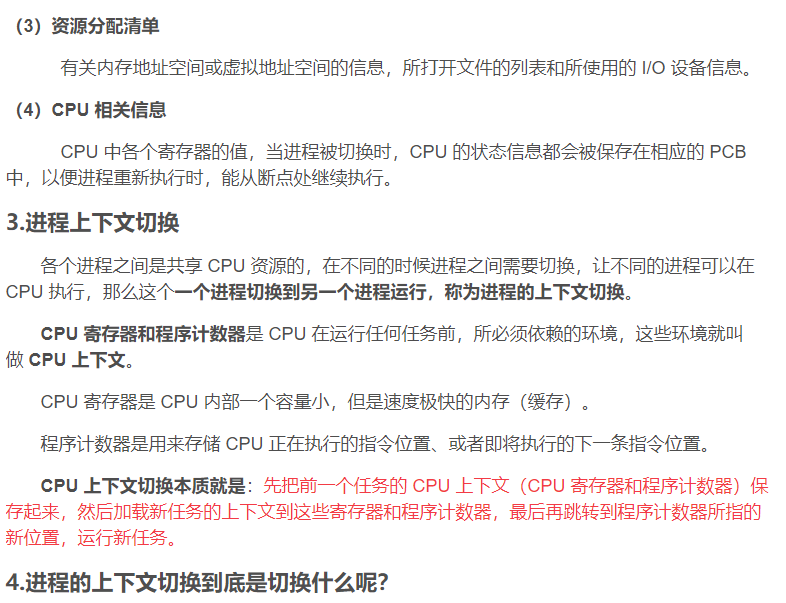 （3）资源分配清单
有关内存地址空间或虚拟地址空间的信息，所打开文件的列表和所使用的 I/O 设备信息。
（4）CPU 相关信息
CPU 中各个寄存器的值，当进程被切换时，CPU 的状态信息都会被保存在相应的 PCB
中，以便进程重新执行时，能从断点处继续执行。
3.进程上下文切换
各个进程之间是共享 CPU 资源的，在不同的时候进程之间需要切换，让不同的进程可以在
CPU 执行，那么这个一个进程切换到另一个进程运行，称为进程的上下文切换。
CPU 寄存器和程序计数器是 CPU 在运行任何任务前，所必须依赖的环境，这些环境就叫
做 CPU 上下文。
CPU 寄存器是 CPU 内部一个容量小，但是速度极快的内存（缓存）。
程序计数器是用来存储 CPU 正在执行的指令位置、或者即将执行的下一条指令位置。
CPU 上下文切换本质就是：先把前一个任务的 CPU 上下文（CPU 寄存器和程序计数器）保
存起来，然后加载新任务的上下文到这些寄存器和程序计数器，最后再跳转到程序计数器所指的
新位置，运行新任务。
4.进程的上下文切换到底是切换什么呢？